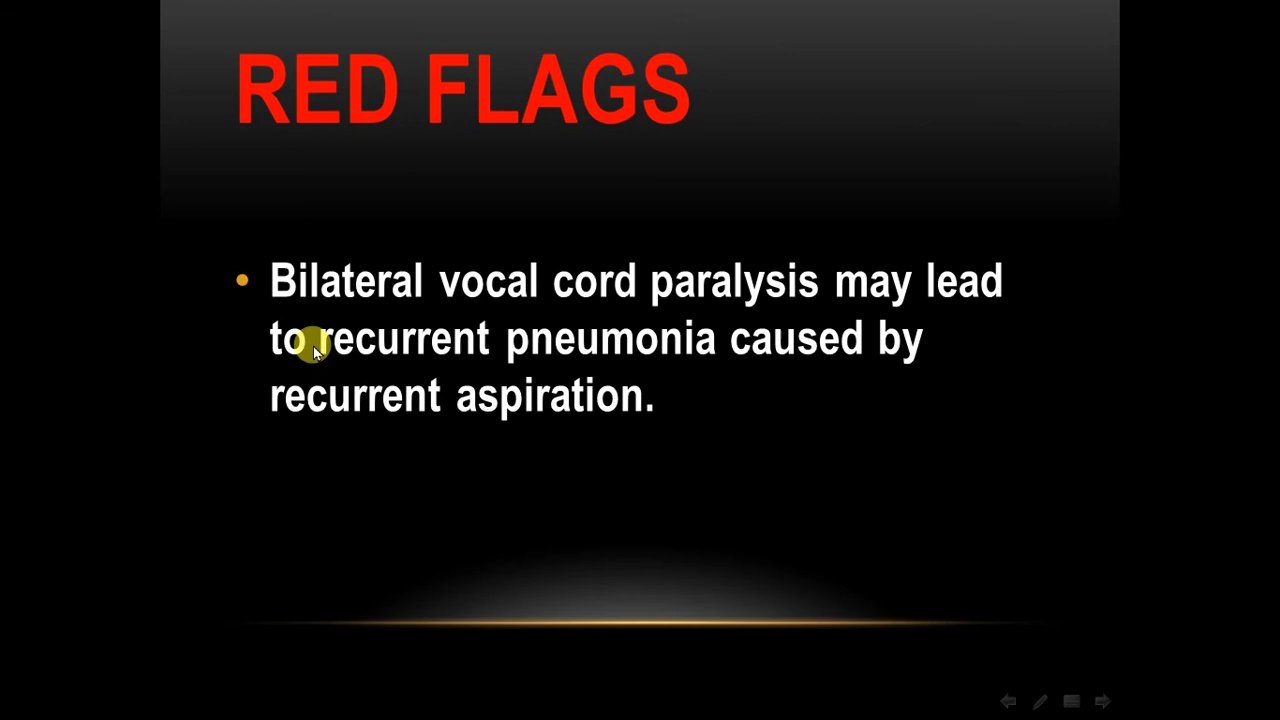 RED FLAGS
• Bilateral vocal cord paralysis may lead
to recurrent pneumonia caused by
recurrent aspiration.